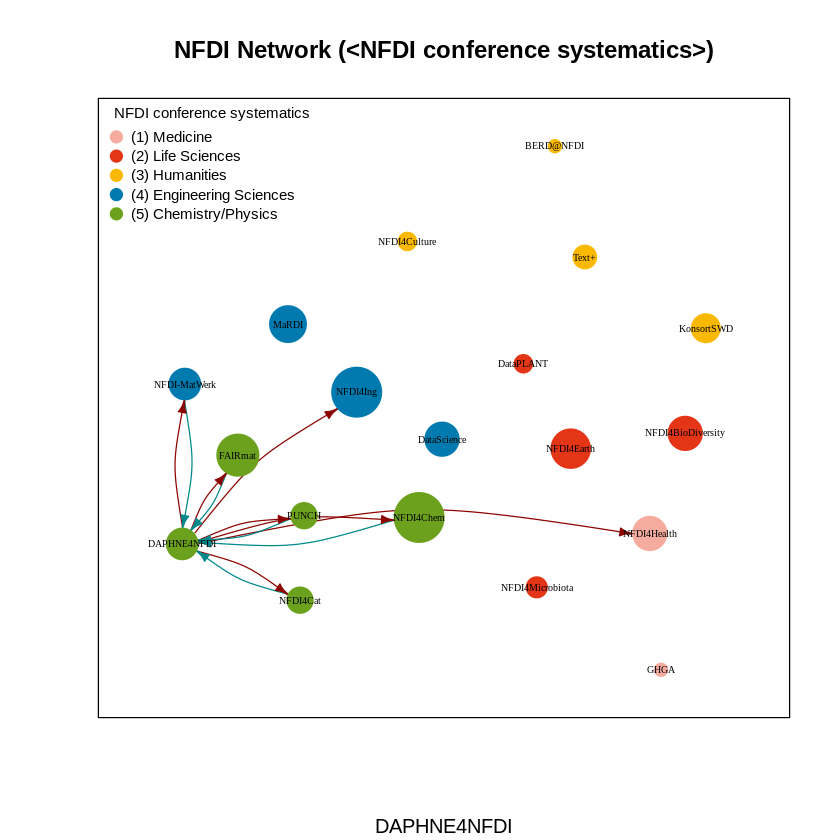 NFDI Network (<NFDI conference systematics>)
NFDI conference systematics
(1) Medicine
(2) Life Sciences
(3) Humanities
(4) Engineering Sciences
(5) Chemistry/Physics
BERD@NFDI
NFDI4Culture
Text+
MaRDI
KonsortSWD
DataPLANT
NFDI-MatWerk
NFDI4Ing
NFDI4BioDiversity
DataScience
NFDI4Earth
FAIRmat
PUNCH
NFDI4Chem
NFDI4Health
DAPHNE4NFDI
NFDI4Microbiota
NFDI4Cat
GHGA
DAPHNE4NFDI